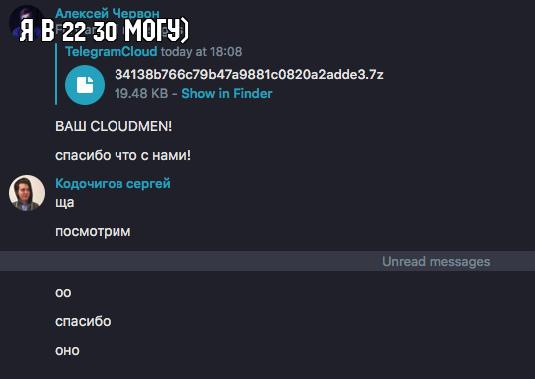 Алексей Червон
Я В 22 30 МОГУ)
TelegramCloud today at 18:08
34138b766c79b47a9881c0820a2adde3.7z
19.48 KB - Show in Finder
ВАШ CLOUDMEN!
спасибо что с нами!
Кодочигов сергей
ща
посмотрим
Unread messages
оо
спасибо
оно